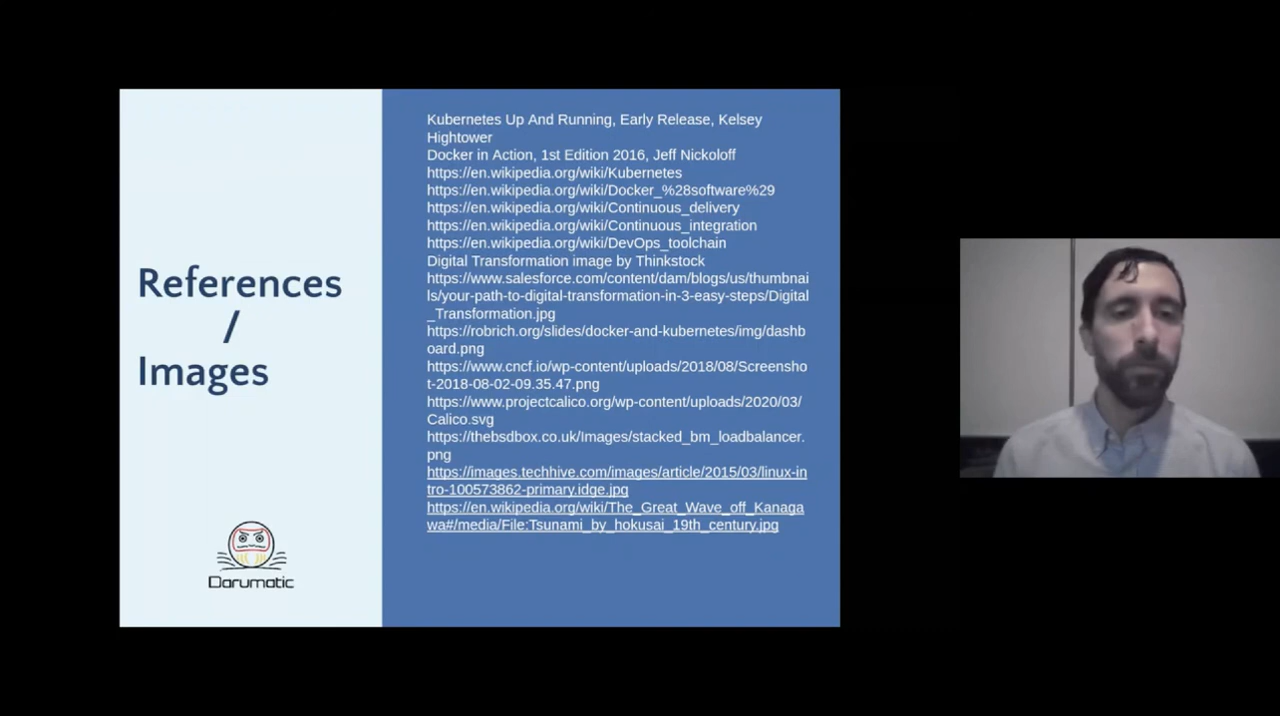 References
/
Images
Darumatic
Kubernetes Up And Running, Early Release, Kelsey
Hightower
Docker in Action, 1st Edition 2016, Jeff Nickoloff
https://en.wikipedia.org/wiki/Kubernetes
https://en.wikipedia.org/wiki/Docker_%28software%29
https://en.wikipedia.org/wiki/Continuous_delivery
https://en.wikipedia.org/wiki/Continuous_integration
https://en.wikipedia.org/wiki/DevOps_toolchain
Digital Transformation image by Thinkstock
https://www.salesforce.com/content/dam/blogs/us/thumbnai
ls/your-path-to-digital-transformation-in-3-easy-steps/Digital
_Transformation.jpg
https://robrich.org/slides/docker-and-kubernetes/img/dashb
oard.png
https://www.cncf.io/wp-content/uploads/2018/08/Screensho
t-2018-08-02-09.35.47.png
https://www.projectcalico.org/wp-content/uploads/2020/03/
Calico.svg
https://thebsdbox.co.uk/Images/stacked_bm_loadbalancer.
png
https://images.techhive.com/images/article/2015/03/linux-in
tro-100573862-primary.idge.jpg
https://en.wikipedia.org/wiki/The_Great_Wave_off_Kanaga
wa#/media/File:Tsunami_by_hokusai_19th_century.jpg